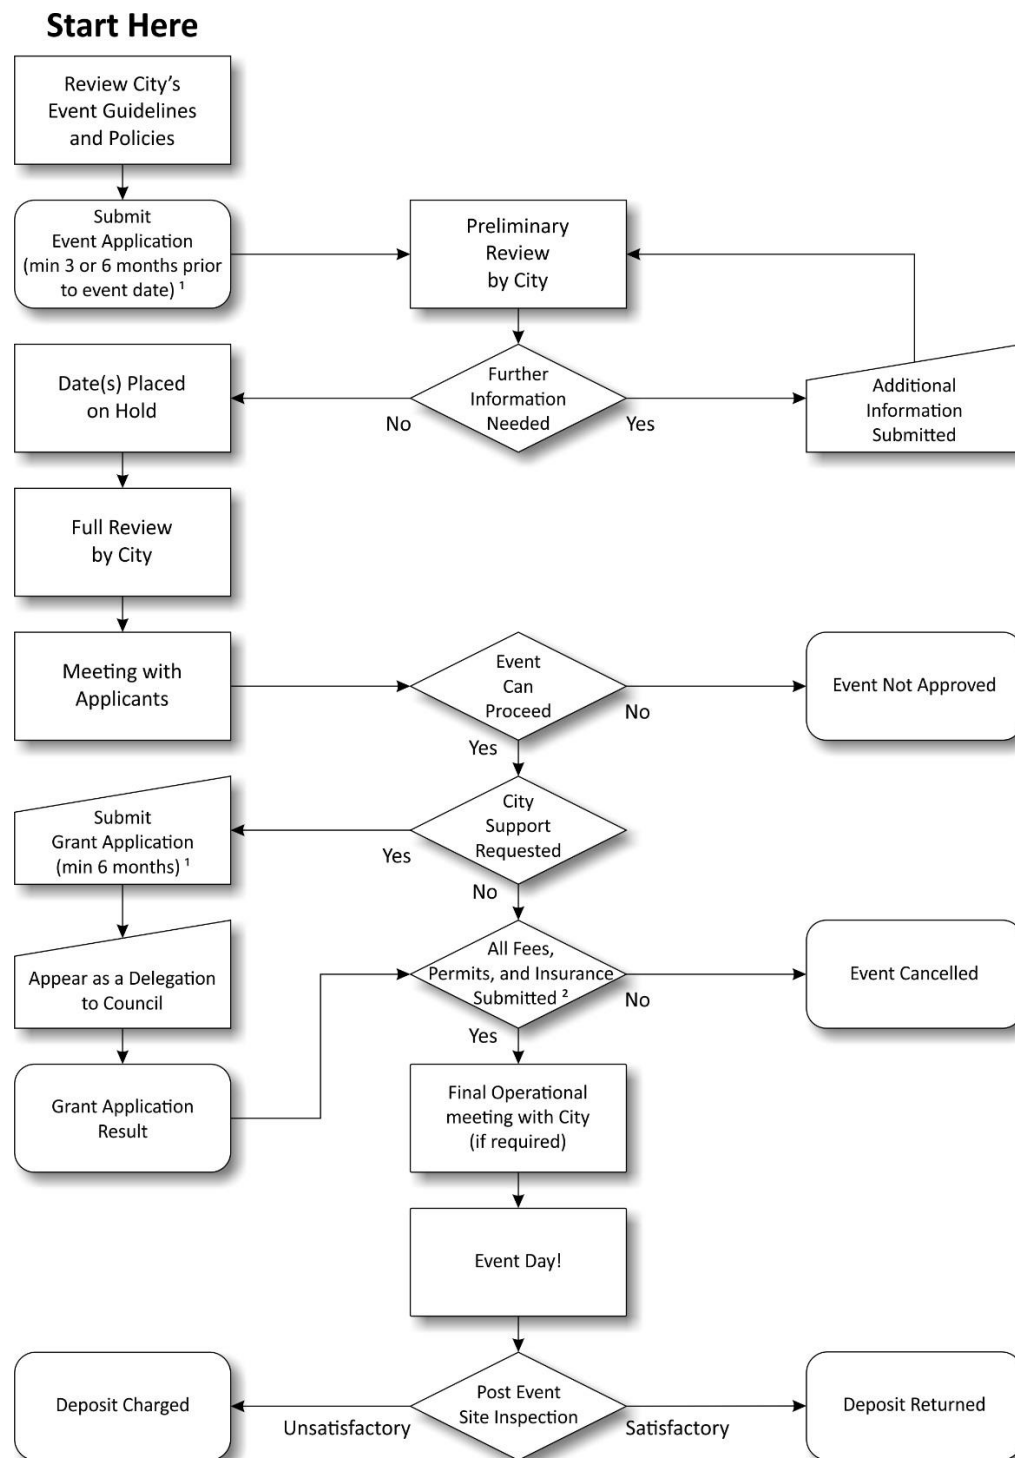 Start Here
Review City’s
Event Guidelines
and Policies
Submit
Event Application
(min 3 or 6 months prior
to event date) ¹
Preliminary
Review
by City
Date(s) Placed
on Hold
Further
Information
Needed
No
Yes
Additional
Information
Submitted
Full Review
by City
Meeting with
Applicants
Event
Can
Proceed
No
Yes
Event Not Approved
Submit
Grant Application
(min 6 months) ¹
City
Support
Requested
Yes
No
Appear as a Delegation
to Council
All Fees,
Permits, and Insurance
Submitted ²
No
Yes
Event Cancelled
Grant Application
Result
Final Operational
meeting with City
(if required)
Event Day!
Deposit Charged
Unsatisfactory
Post Event
Site Inspection
Satisfactory
Deposit Returned